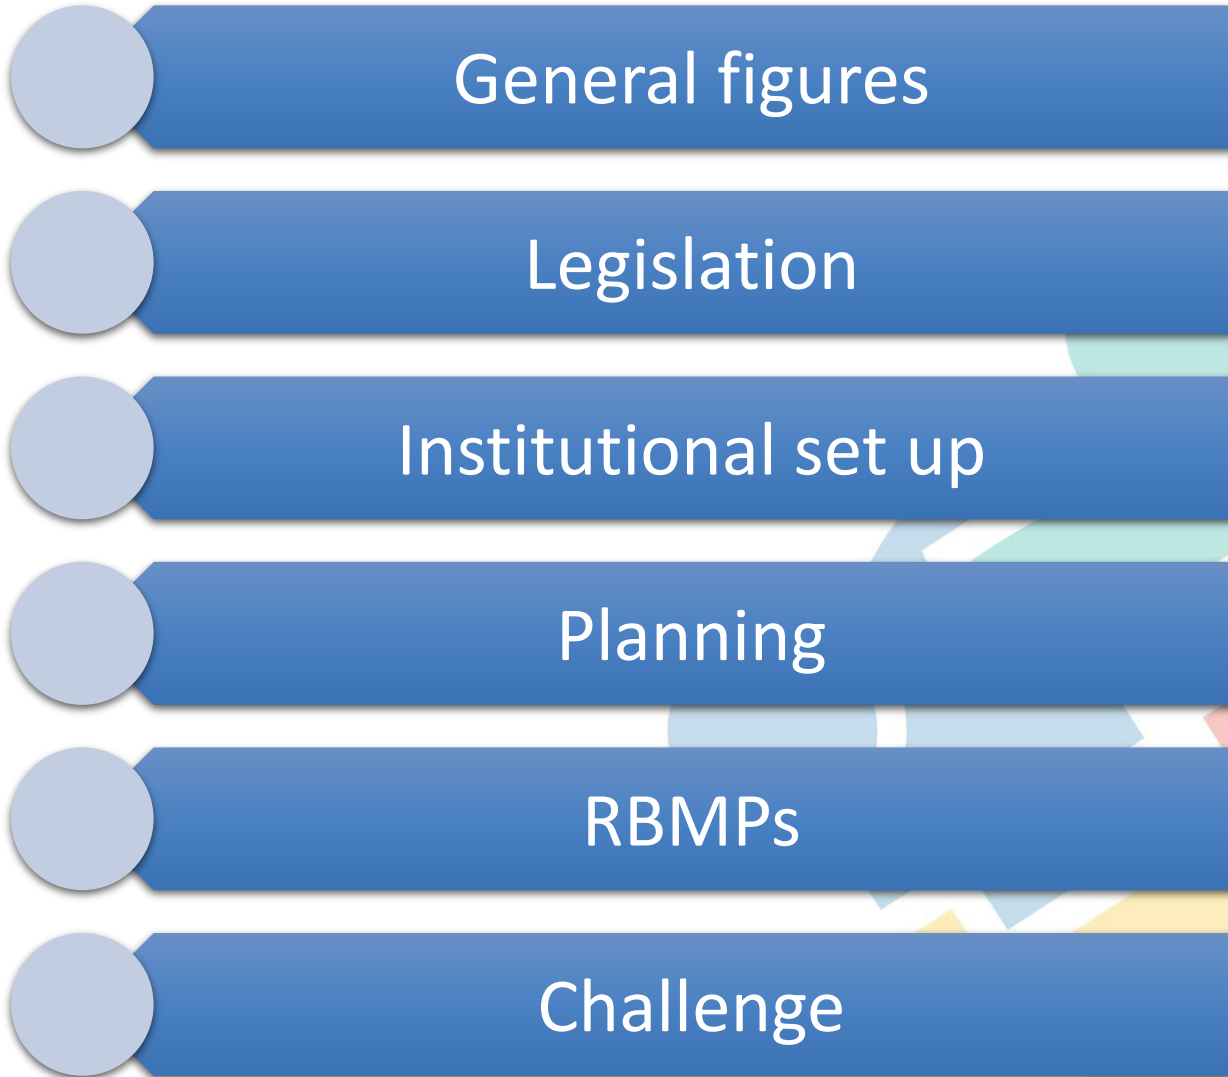 General figures
Legislation
Institutional set up
Planning
RBMPs
Challenge